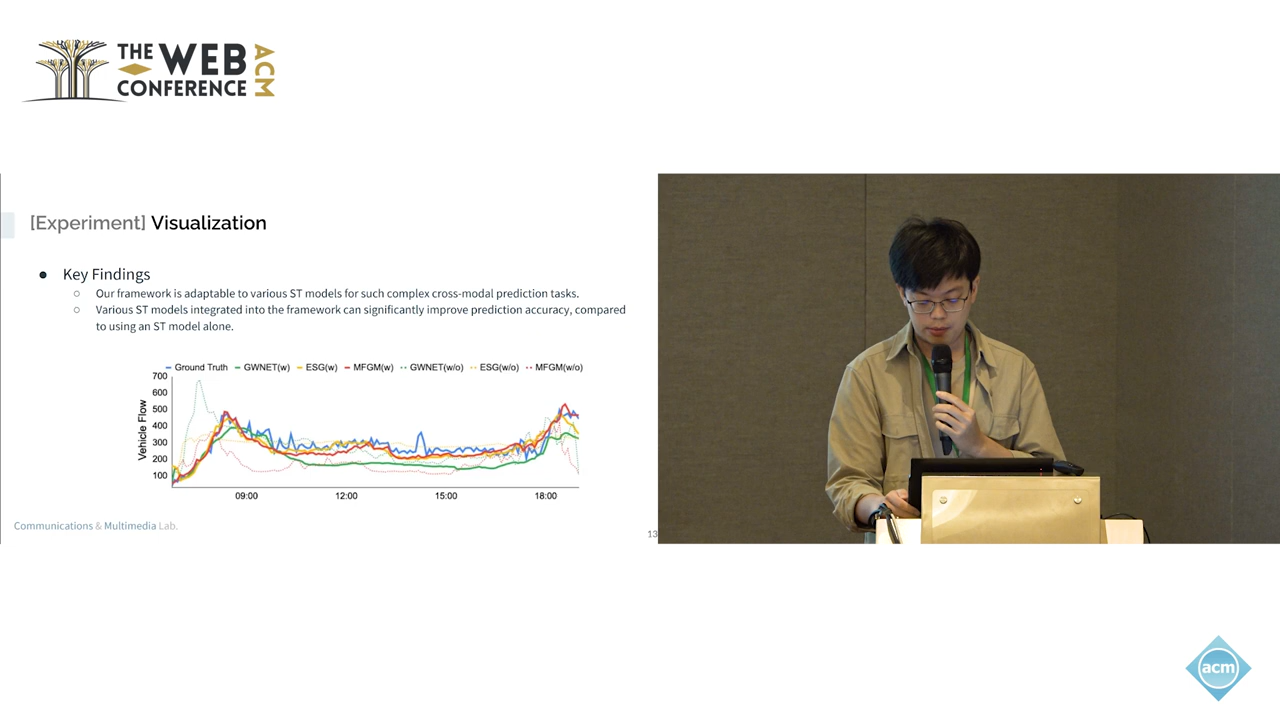 THE WEB
CONFERENCE
ACM
[Experiment] Visualization
● Key Findings
○ Our framework is adaptable to various ST models for such complex cross-modal prediction tasks.
○ Various ST models integrated into the framework can significantly improve prediction accuracy, compared
to using an ST model alone.
Ground Truth GWNET(w) ESG(w) MFGM(w) GWNET(w/o) ESG(w/o) MFGM(w/o)
Vehicle Flow
700
600
500
400
300
200
100
09:00 12:00 15:00 18:00
Communications & Multimedia Lab.
13
acm